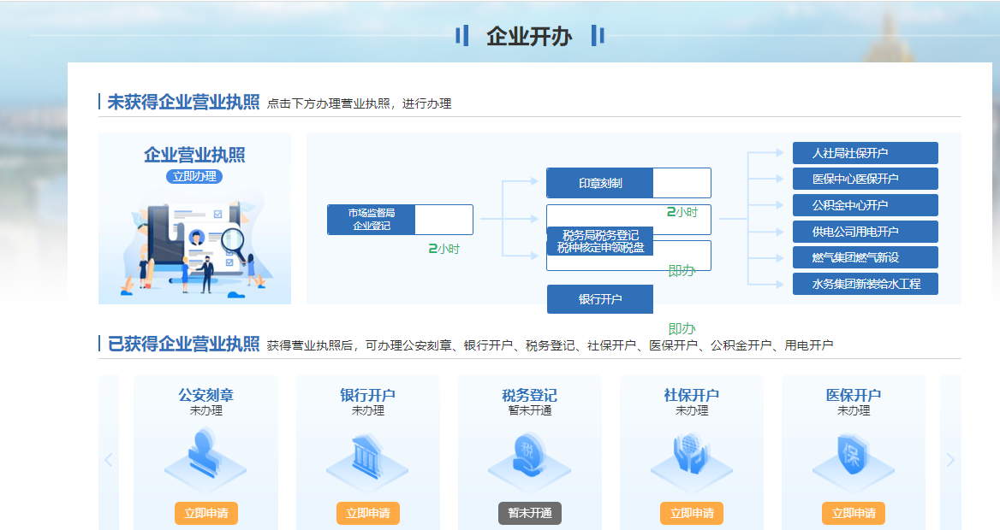 企业开办
未获得企业营业执照 点击下方办理营业执照，进行办理
企业营业执照
立即办理
市场监督局
企业登记
2小时
印章刻制
2小时
税务局税务登记
税种核定申领税盘
即办
银行开户
即办
人社局社保开户
医保中心医保开户
公积金中心开户
供电公司用电开户
燃气集团燃气新设
水务集团新装给水工程
已获得企业营业执照 获得营业执照后，可办理公安刻章、银行开户、税务登记、社保开户、医保开户、公积金开户、用电开户
公安刻章
未办理
立即申请
银行开户
未办理
立即申请
税务登记
暂未开通
税
暂未开通
社保开户
未办理
立即申请
医保开户
未办理
保
立即申请